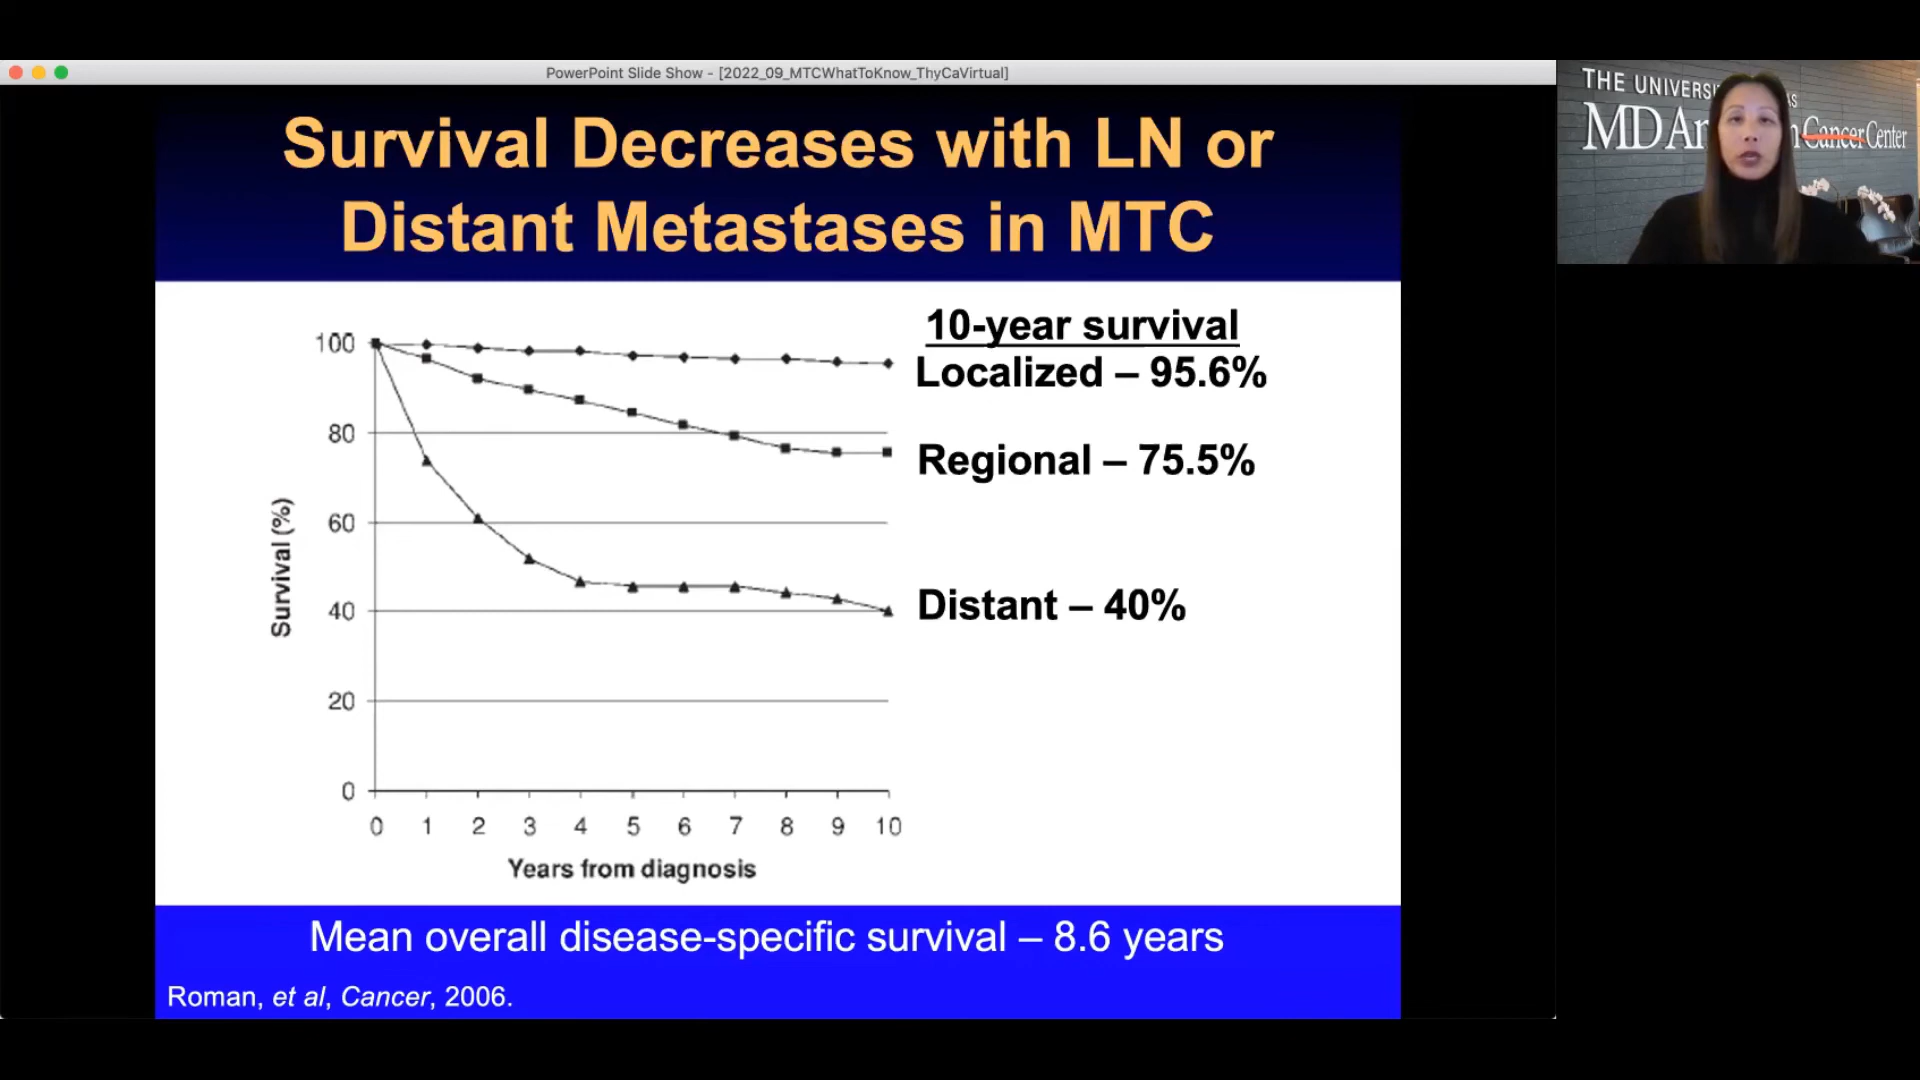 PowerPoint Slide Show - [2022_09_MTCWhatToKnow_ThyCaVirtual]
Survival Decreases with LN or
Distant Metastases in MTC
THE UNIVERS
AS
MD An
n Cancer Center
10-year survival
Localized – 95.6%
Regional – 75.5%
Distant – 40%
Survival (%)
100
80
60
40
20
0
0 1 2 3 4 5 6 7 8 9 10
Years from diagnosis
Mean overall disease-specific survival – 8.6 years
Roman, et al, Cancer, 2006.